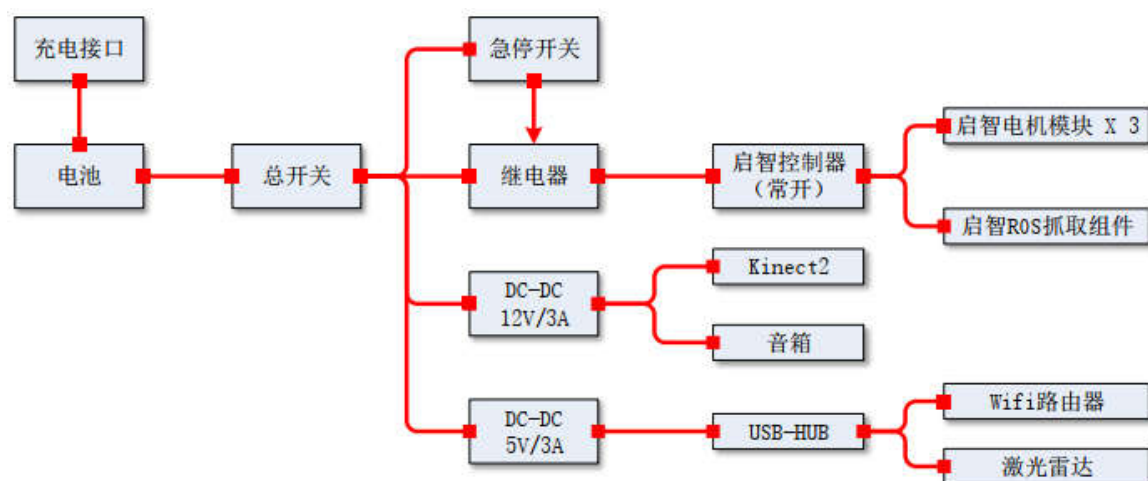 充电接口
急停开关
启智电机模块 X 3
电池
总开关
继电器
启智控制器
（常开）
启智ROS抓取组件
Kinect2
DC-DC
12V/3A
音箱
Wifi路由器
DC-DC
5V/3A
USB-HUB
激光雷达